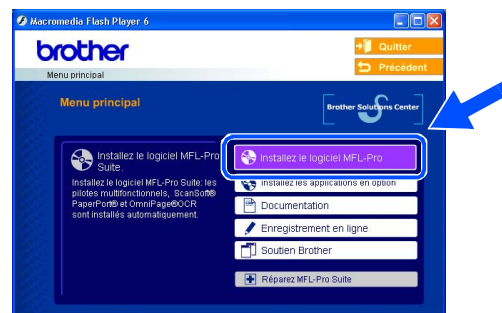 Macromedia Flash Player 6
brother
Quitter
Précédent
Menu principal
Menu principal
Brother Solutions Center
Installez le logiciel MFL-Pro
Suite.
Installez le logiciel MFL-Pro Suite: les
pilotes multifonctions, ScanSoft®
PaperPort® et OmniPage®OCR
sont installés automatiquement.
Installez le logiciel MFL-Pro
Installez les applications en option
Documentation
Enregistrement en ligne
Soutien Brother
Réparez MFL-Pro Suite